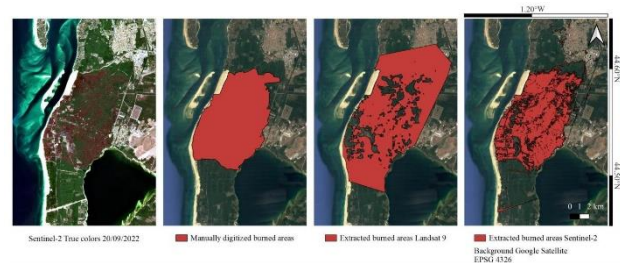 1.20°W
44.60°N
44.50°N
0 1 2 km
Sentinel-2 True colors 20/09/2022
Manually digitized burned areas
Extracted burned areas Landsat 9
Extracted burned areas Sentinel-2
Background Google Satellite
EPSG 4326